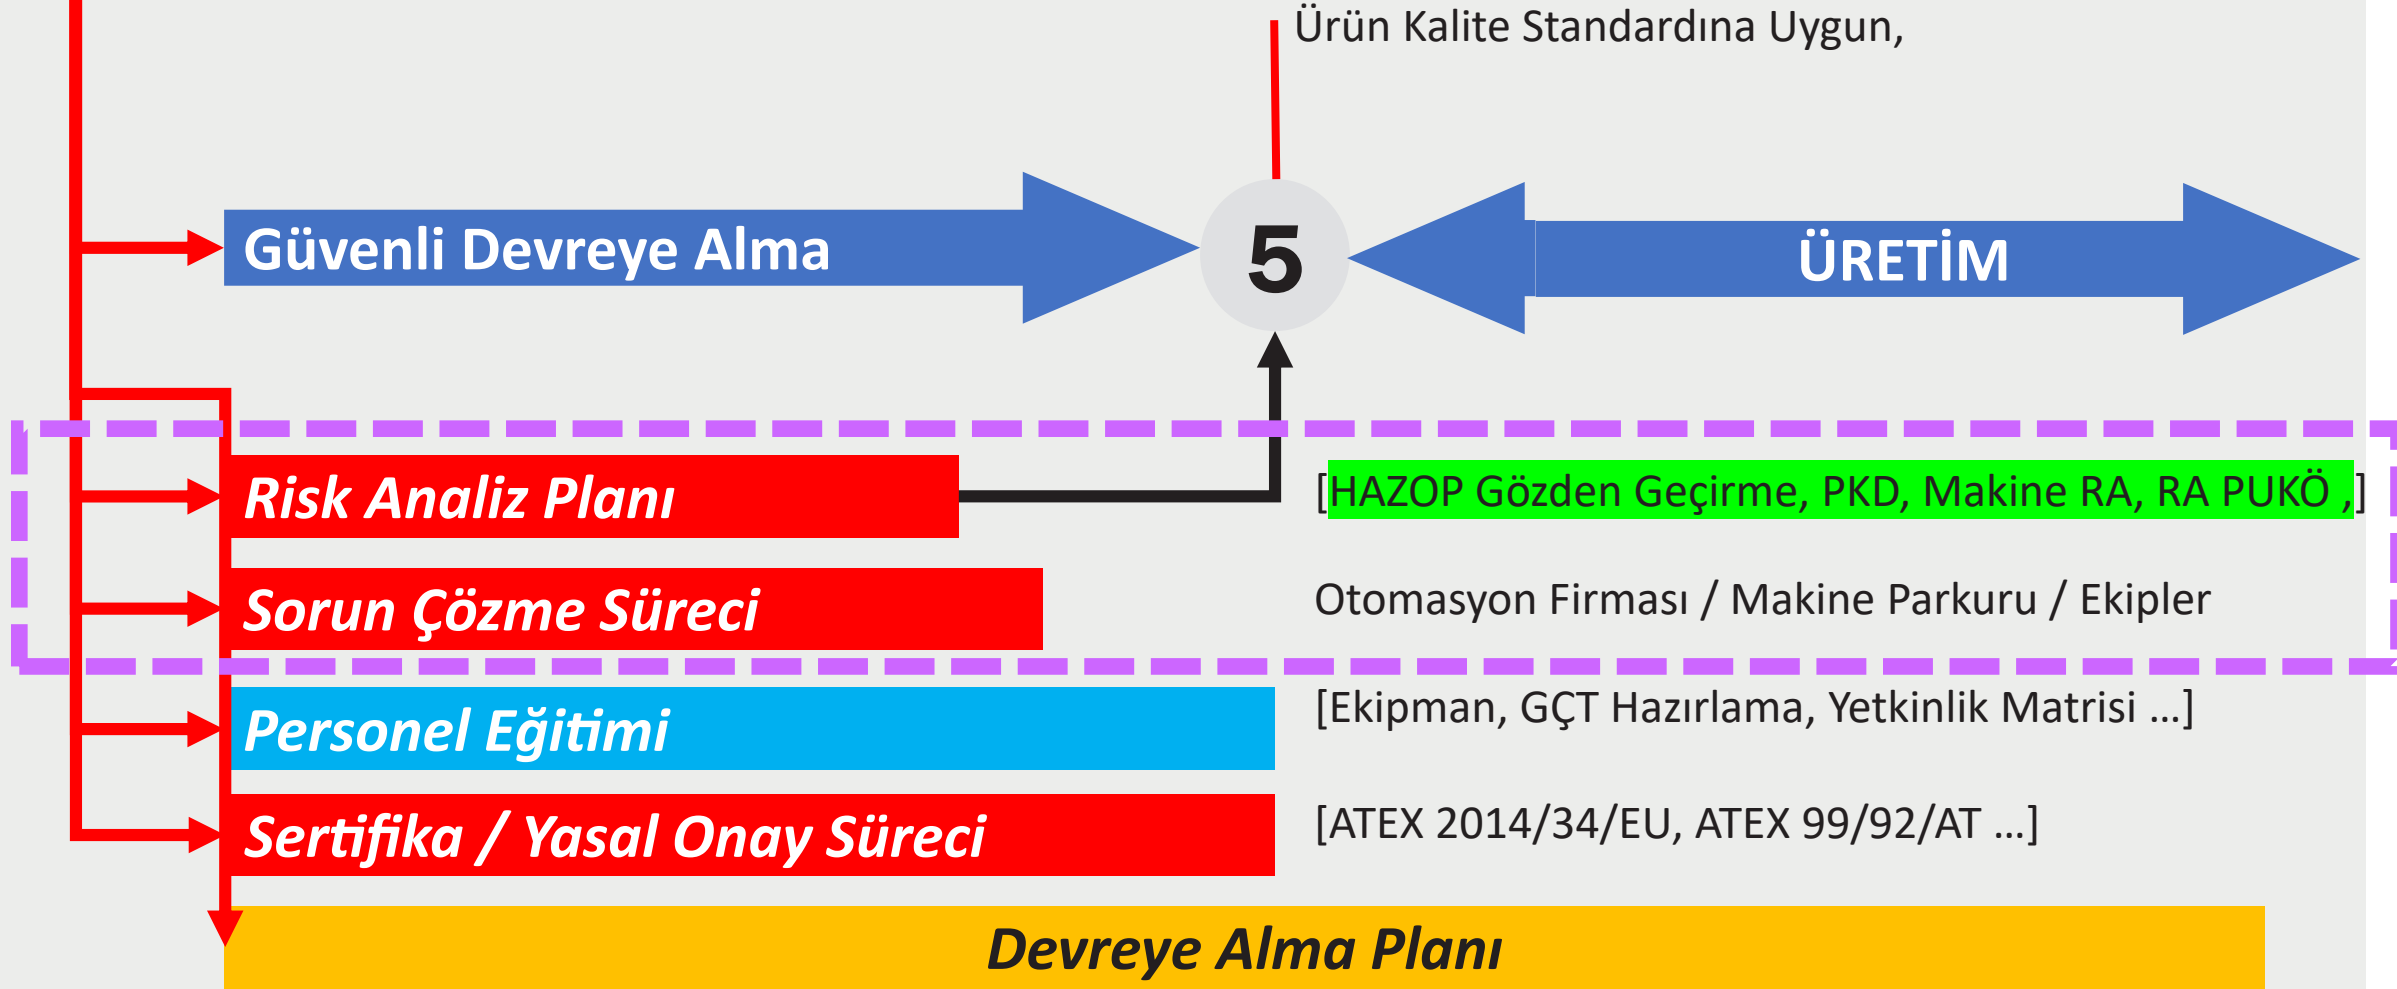 Ürün Kalite Standardına Uygun,
Güvenli Devreye Alma
5
ÜRETİM
Risk Analiz Planı
[HAZOP Gözden Geçirme, PKD, Makine RA, RA PUKÖ ,]
Sorun Çözme Süreci
Otomasyon Firması / Makine Parkuru / Ekipler
Personel Eğitimi
[Ekipman, GÇT Hazırlama, Yetkinlik Matrisi ...]
Sertifika / Yasal Onay Süreci
[ATEX 2014/34/EU, ATEX 99/92/AT ...]
Devreye Alma Planı